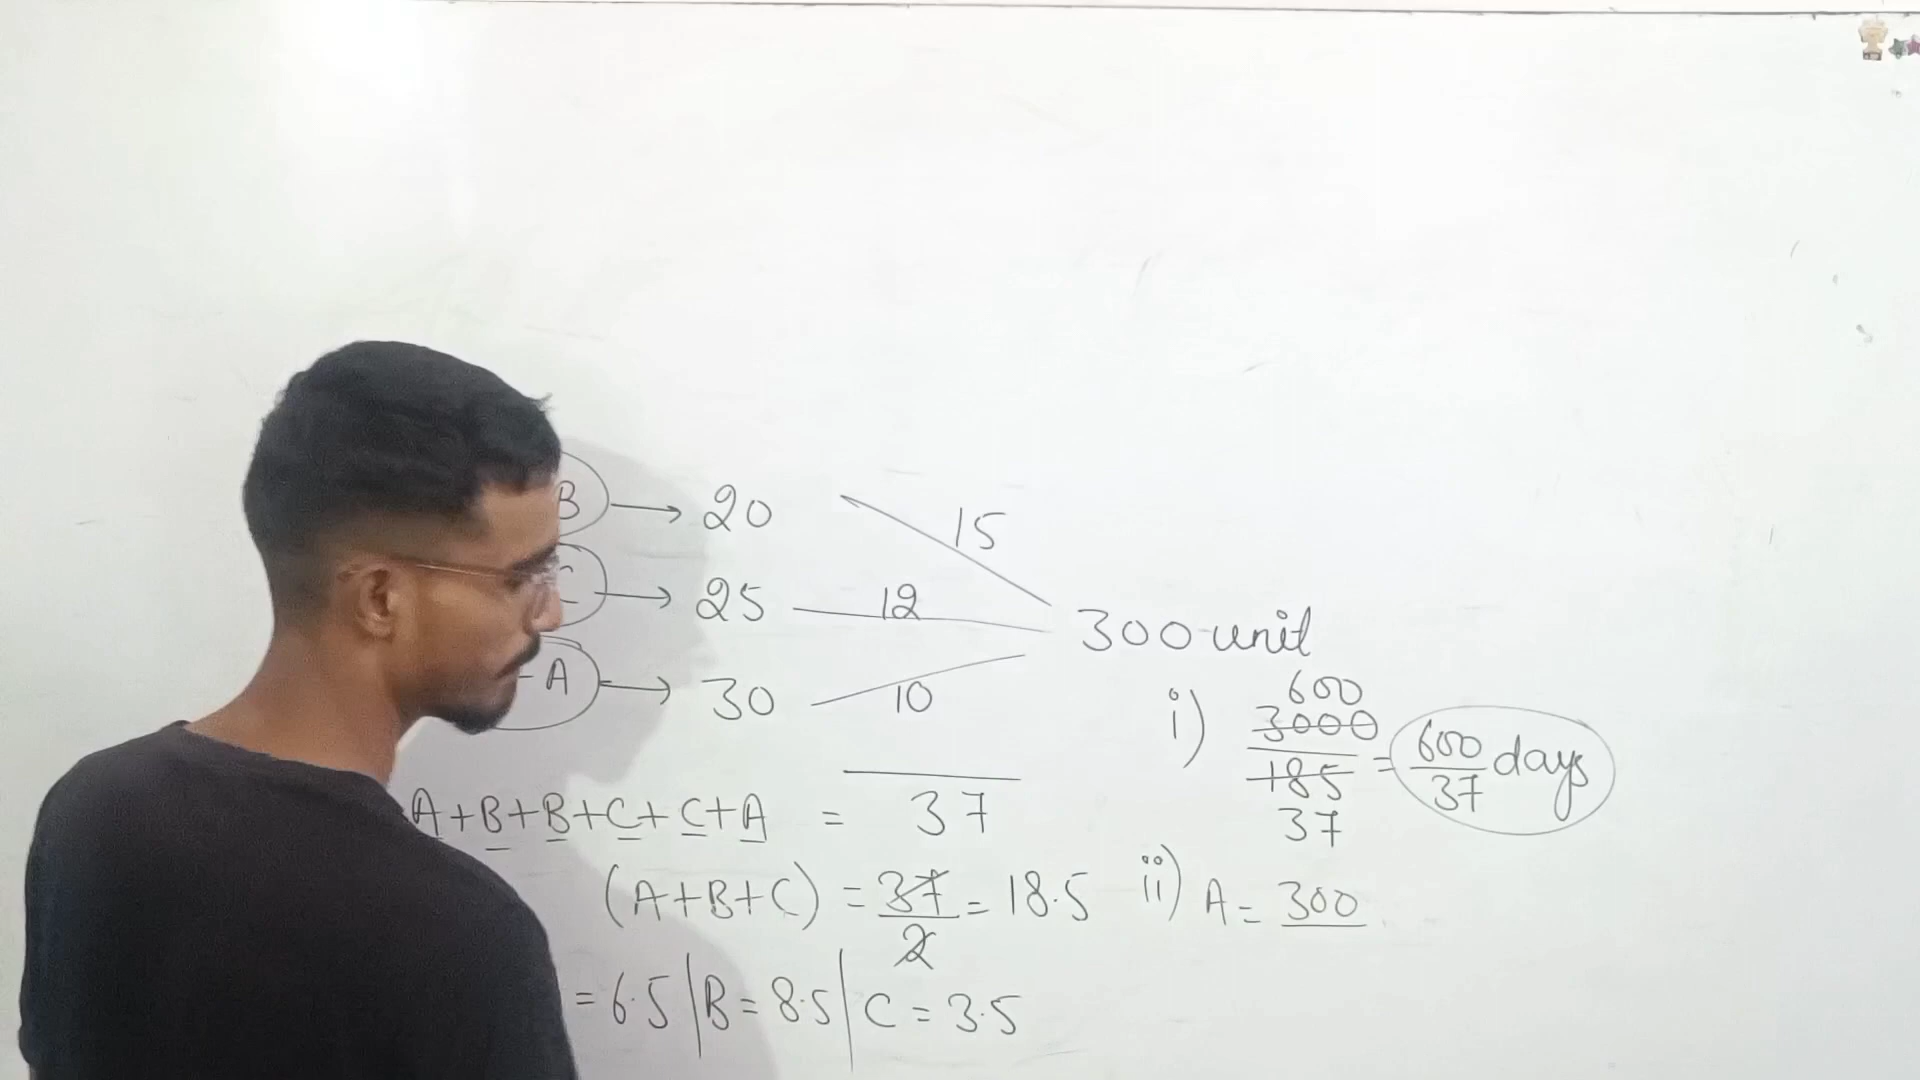 B → 20
15
C → 25
12
300 unit
-A → 30
10
i) 3000/185 = 600/37 days
600
37
A+B+B+C+C+A = 37
(A+B+C) = 37/2 = 18.5
ii) A = 300
= 6.5 | B = 8.5 | C = 3.5